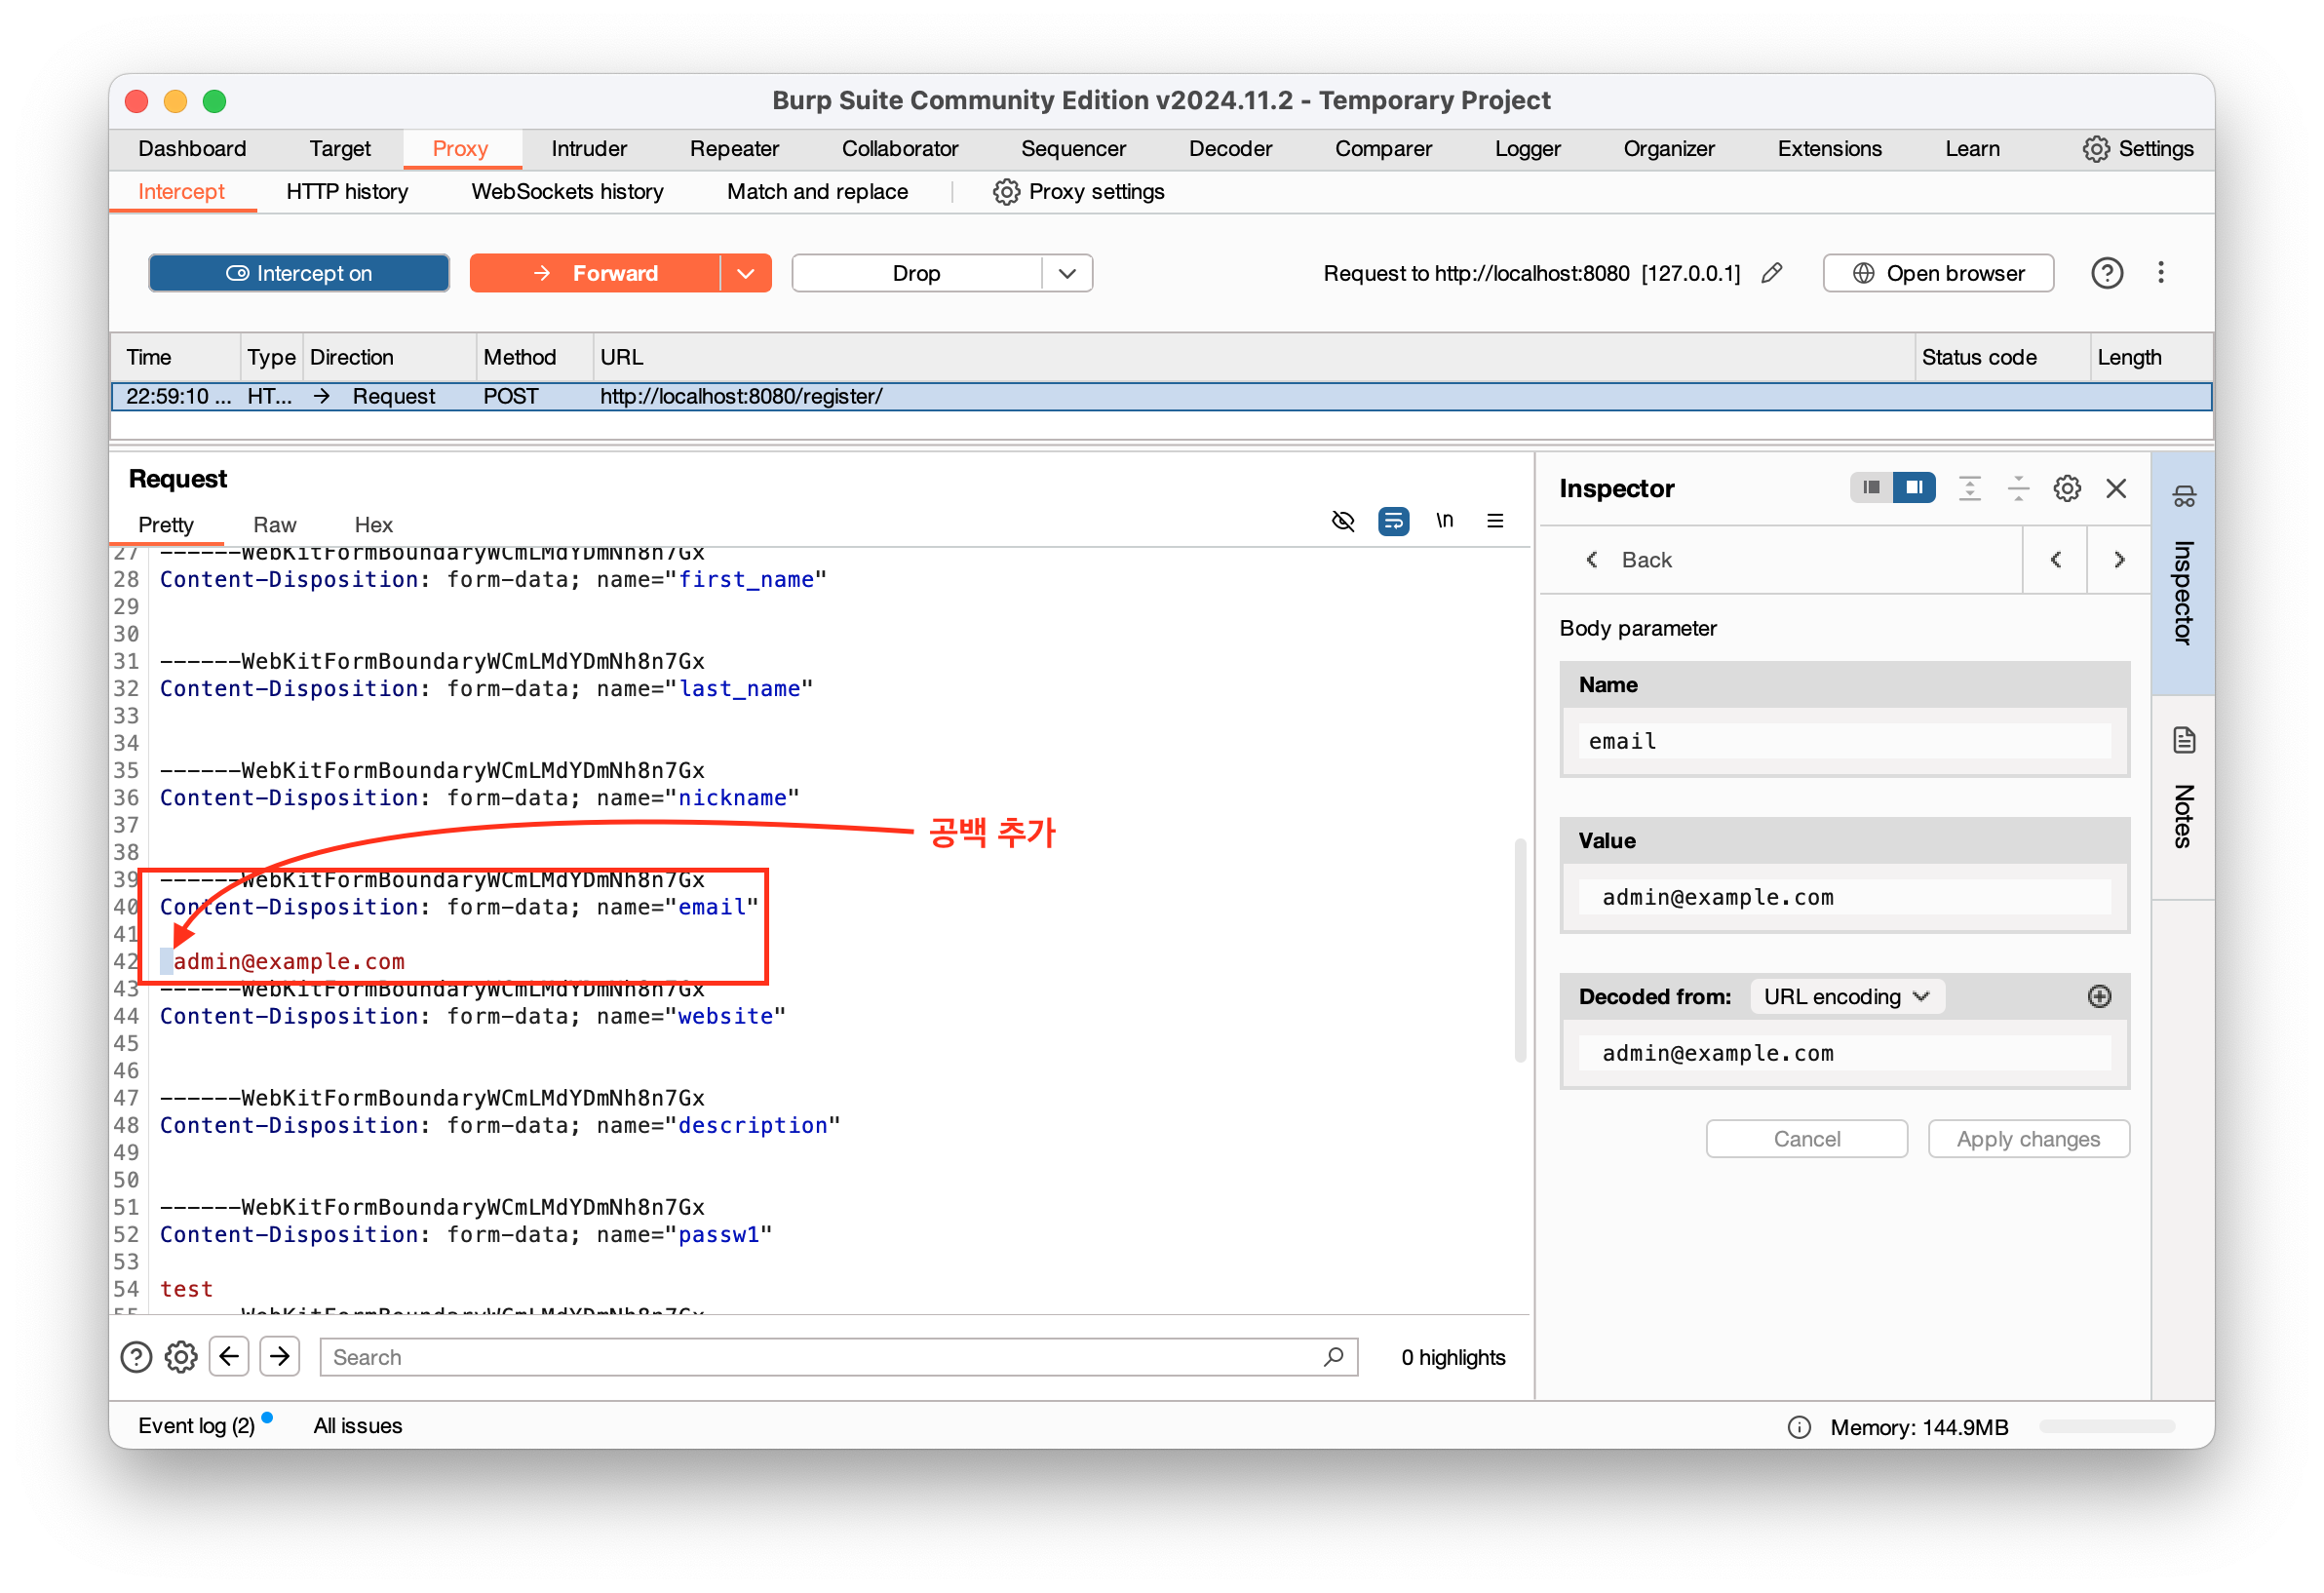 Burp Suite Community Edition v2024.11.2 - Temporary Project
Dashboard Target Proxy Intruder Repeater Collaborator Sequencer Decoder Comparer Logger Organizer Extensions Learn Settings
Intercept HTTP history WebSockets history Match and replace Proxy settings
Intercept on Forward Drop Request to http://localhost:8080 [127.0.0.1] Open browser
Time Type Direction Method URL Status code Length
22:59:10 ... HT... → Request POST http://localhost:8080/register/
Request
Pretty Raw Hex \n
27 ------WebKitFormBoundaryWCmLMdYDmNh8n7Gx
28 Content-Disposition: form-data; name="first_name"
29
30
31 ------WebKitFormBoundaryWCmLMdYDmNh8n7Gx
32 Content-Disposition: form-data; name="last_name"
33
34
35 ------WebKitFormBoundaryWCmLMdYDmNh8n7Gx
36 Content-Disposition: form-data; name="nickname"
37
공백 추가
38
39 ------WebKitFormBoundaryWCmLMdYDmNh8n7Gx
40 Content-Disposition: form-data; name="email"
41
42  admin@example.com
43 ------WebKitFormBoundaryWCmLMdYDmNh8n7Gx
44 Content-Disposition: form-data; name="website"
45
46
47 ------WebKitFormBoundaryWCmLMdYDmNh8n7Gx
48 Content-Disposition: form-data; name="description"
49
50
51 ------WebKitFormBoundaryWCmLMdYDmNh8n7Gx
52 Content-Disposition: form-data; name="passw1"
53
54 test
55 ------WebKitFormBoundaryWCmLMdYDmNh8n7Gx
Search 0 highlights
Inspector
Back
Body parameter
Name
email
Value
admin@example.com
Decoded from: URL encoding
admin@example.com
Cancel Apply changes
Inspector
Notes
Event log (2) All issues Memory: 144.9MB